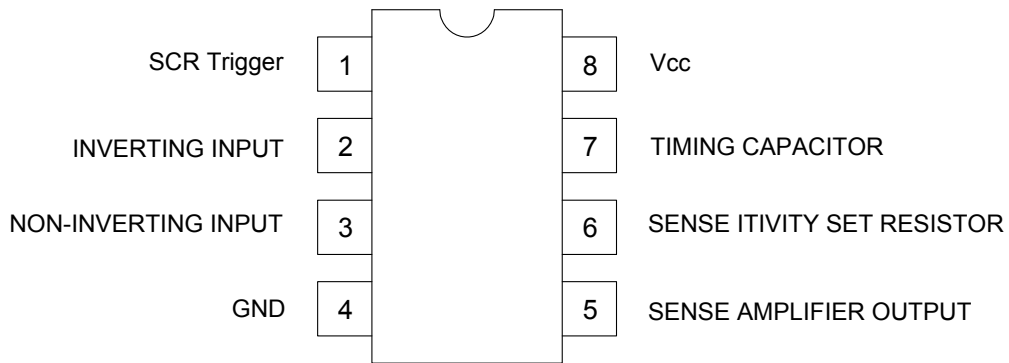 SCR Trigger 1 8 Vcc
INVERTING INPUT 2 7 TIMING CAPACITOR
NON-INVERTING INPUT 3 6 SENSE ITIVITY SET RESISTOR
GND 4 5 SENSE AMPLIFIER OUTPUT